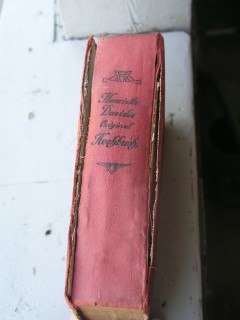 Henriette
Davidis
Original
Kochbuch